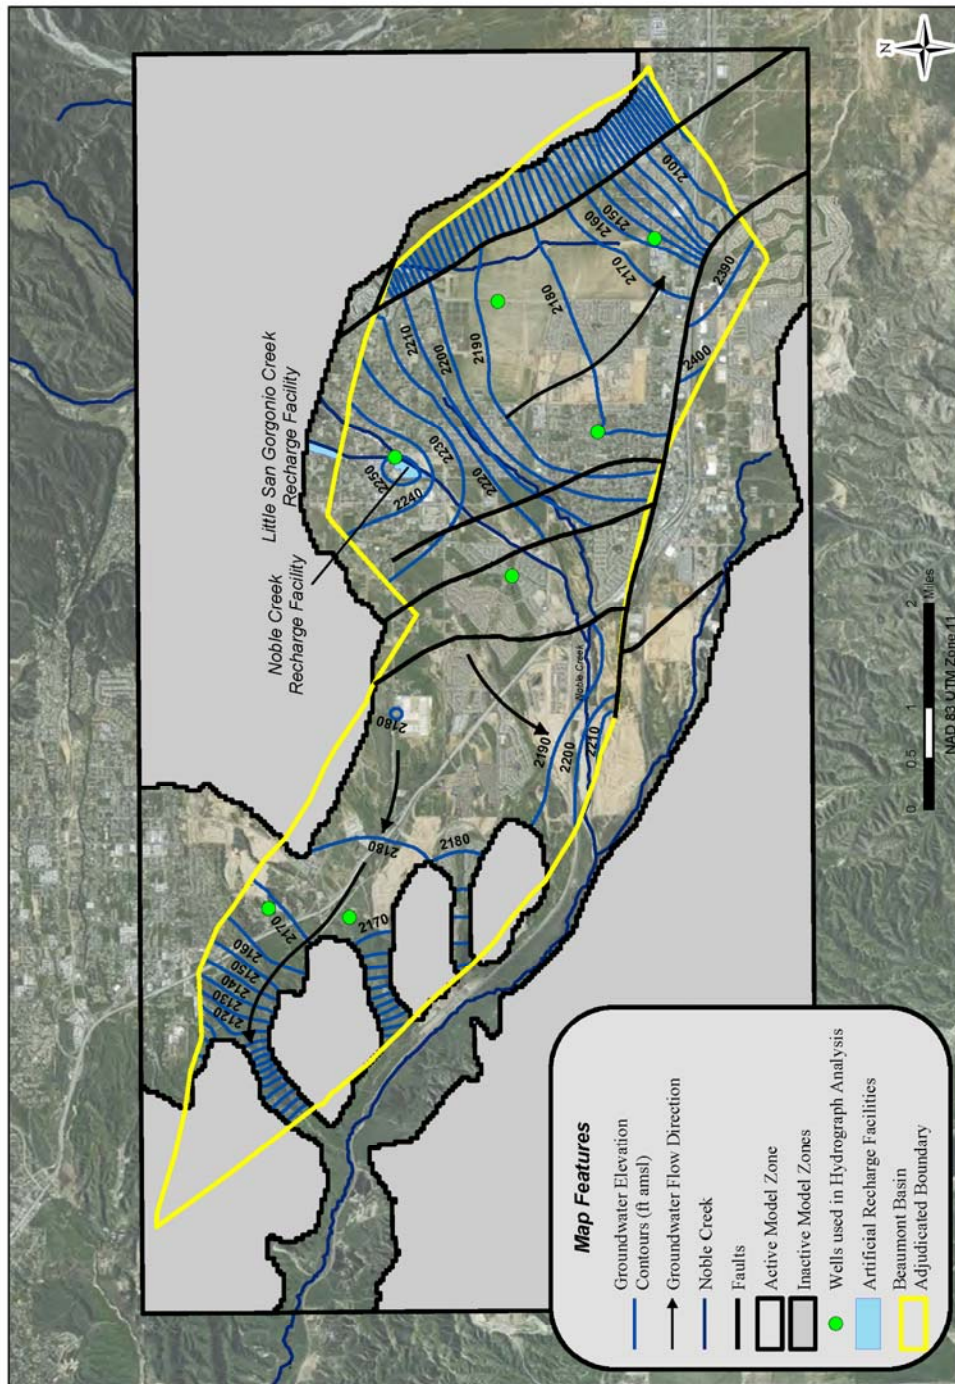 Little San Gorgonio Creek
Recharge Facility
Noble Creek
Recharge Facility
2250
2240
2230
2220
2210
2200
2190
2180
2170
2160
2150
2100
2390
2400
Noble Creek
2180
2190
2200
2210
2180
2180
2170
2170
2160
2150
2140
2130
2120
Map Features
Groundwater Elevation
Contours (ft amsl)
Groundwater Flow Direction
Noble Creek
Faults
Active Model Zone
Inactive Model Zones
Wells used in Hydrograph Analysis
Artificial Recharge Facilities
Beaumont Basin
Adjudicated Boundary
0 0.5 1 2
Miles
NAD 83 UTM Zone 11
N